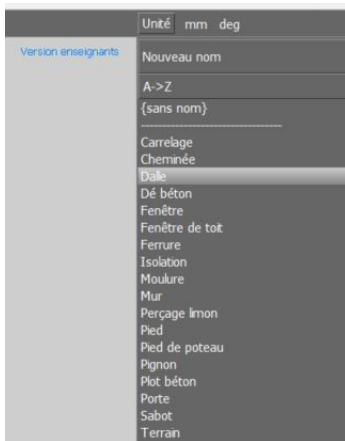 Unité mm deg
Version enseignants
Nouveau nom
A->Z
{sans nom}
--------------------------------
Carrelage
Cheminée
Dalle
Dé béton
Fenêtre
Fenêtre de toit
Ferrure
Isolation
Moulure
Mur
Perçage limon
Pied
Pied de poteau
Pignon
Plot béton
Porte
Sabot
Terrain